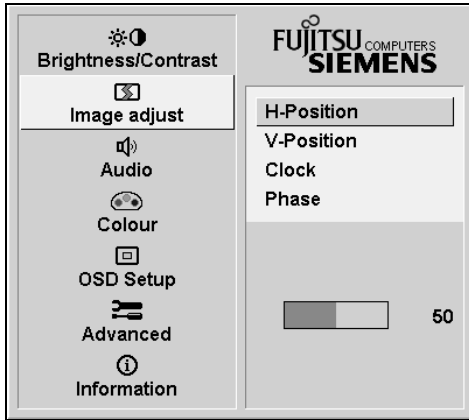 Brightness/Contrast
Image adjust
Audio
Colour
OSD Setup
Advanced
Information
FUJITSU COMPUTERS
SIEMENS
H-Position
V-Position
Clock
Phase
50